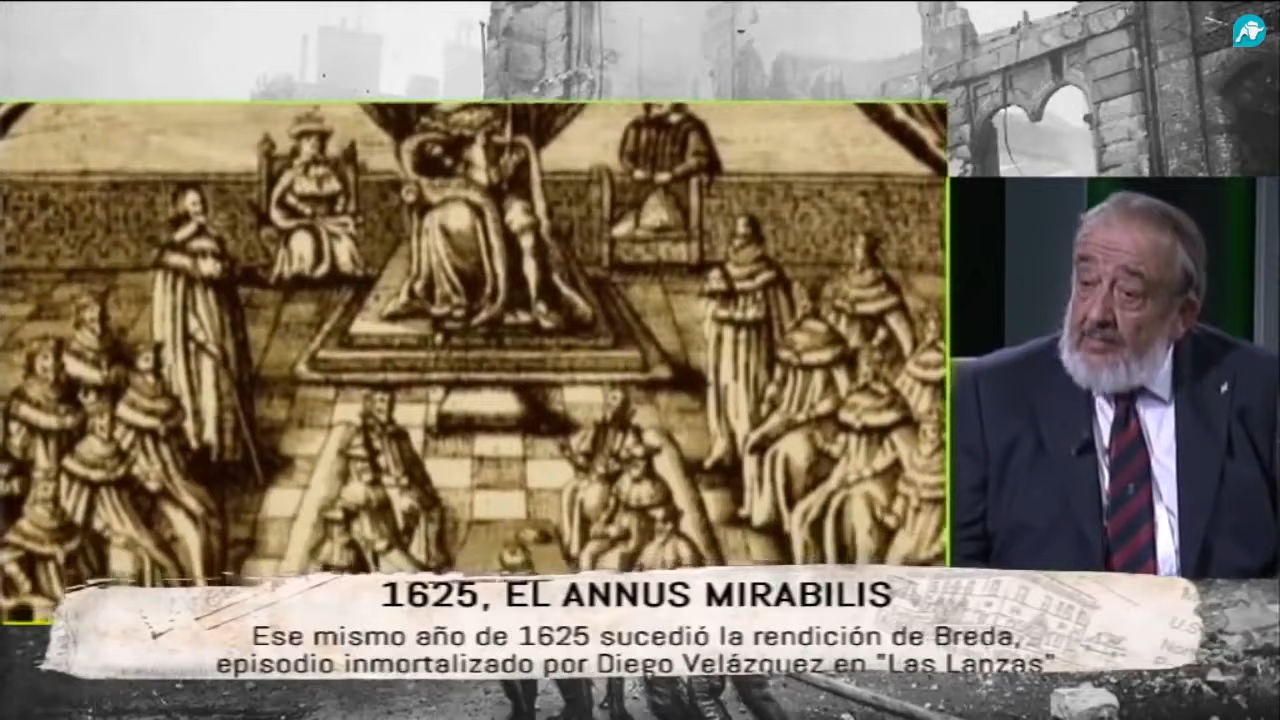 1625, EL ANNUS MIRABILIS
Ese mismo año de 1625 sucedió la rendición de Breda,
episodio inmortalizado por Diego Velázquez en "Las Lanzas"